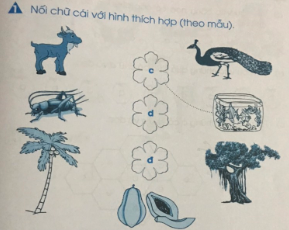 1 Nối chữ cái với hình thích hợp (theo mẫu).
c
d
đ